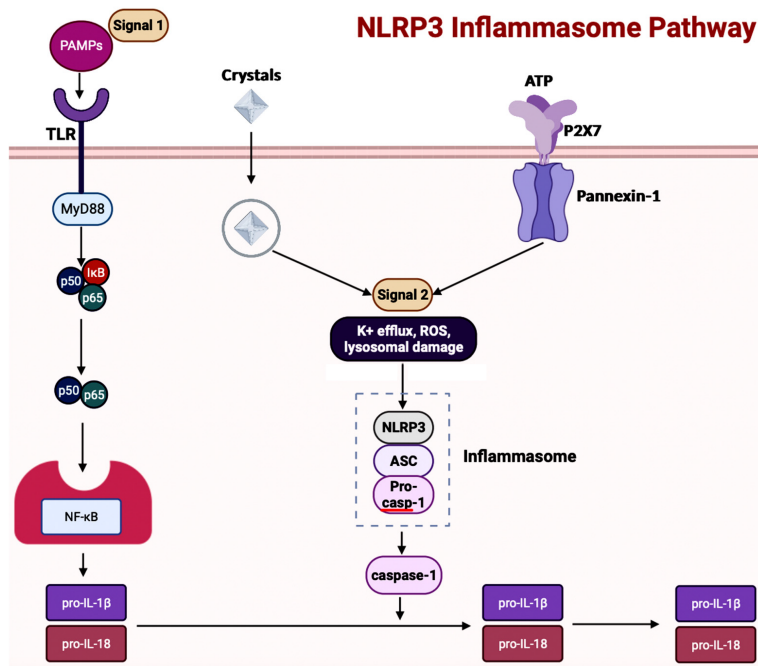 NLRP3 Inflammasome Pathway
Signal 1
PAMPs
TLR
MyD88
p50
IκB
p65
p50
p65
NF-κB
pro-IL-1β
pro-IL-18
Crystals
ATP
P2X7
Pannexin-1
Signal 2
K+ efflux, ROS,
lysosomal damage
NLRP3
ASC
Pro-
casp-1
Inflammasome
caspase-1
pro-IL-1β
pro-IL-18
pro-IL-1β
pro-IL-18